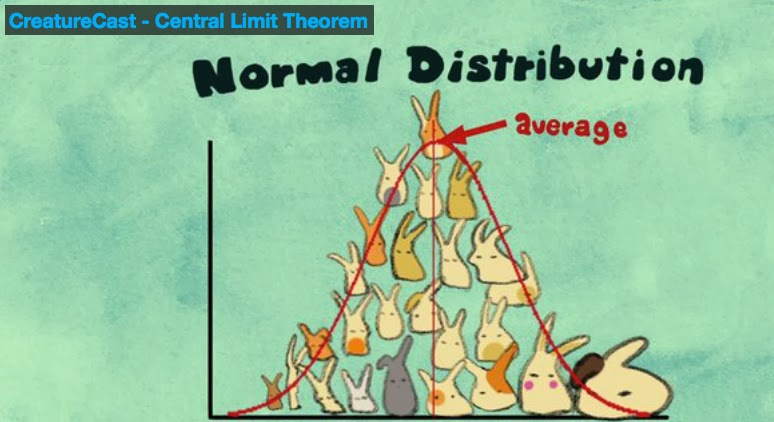 CreatureCast - Central Limit Theorem
Normal Distribution
average